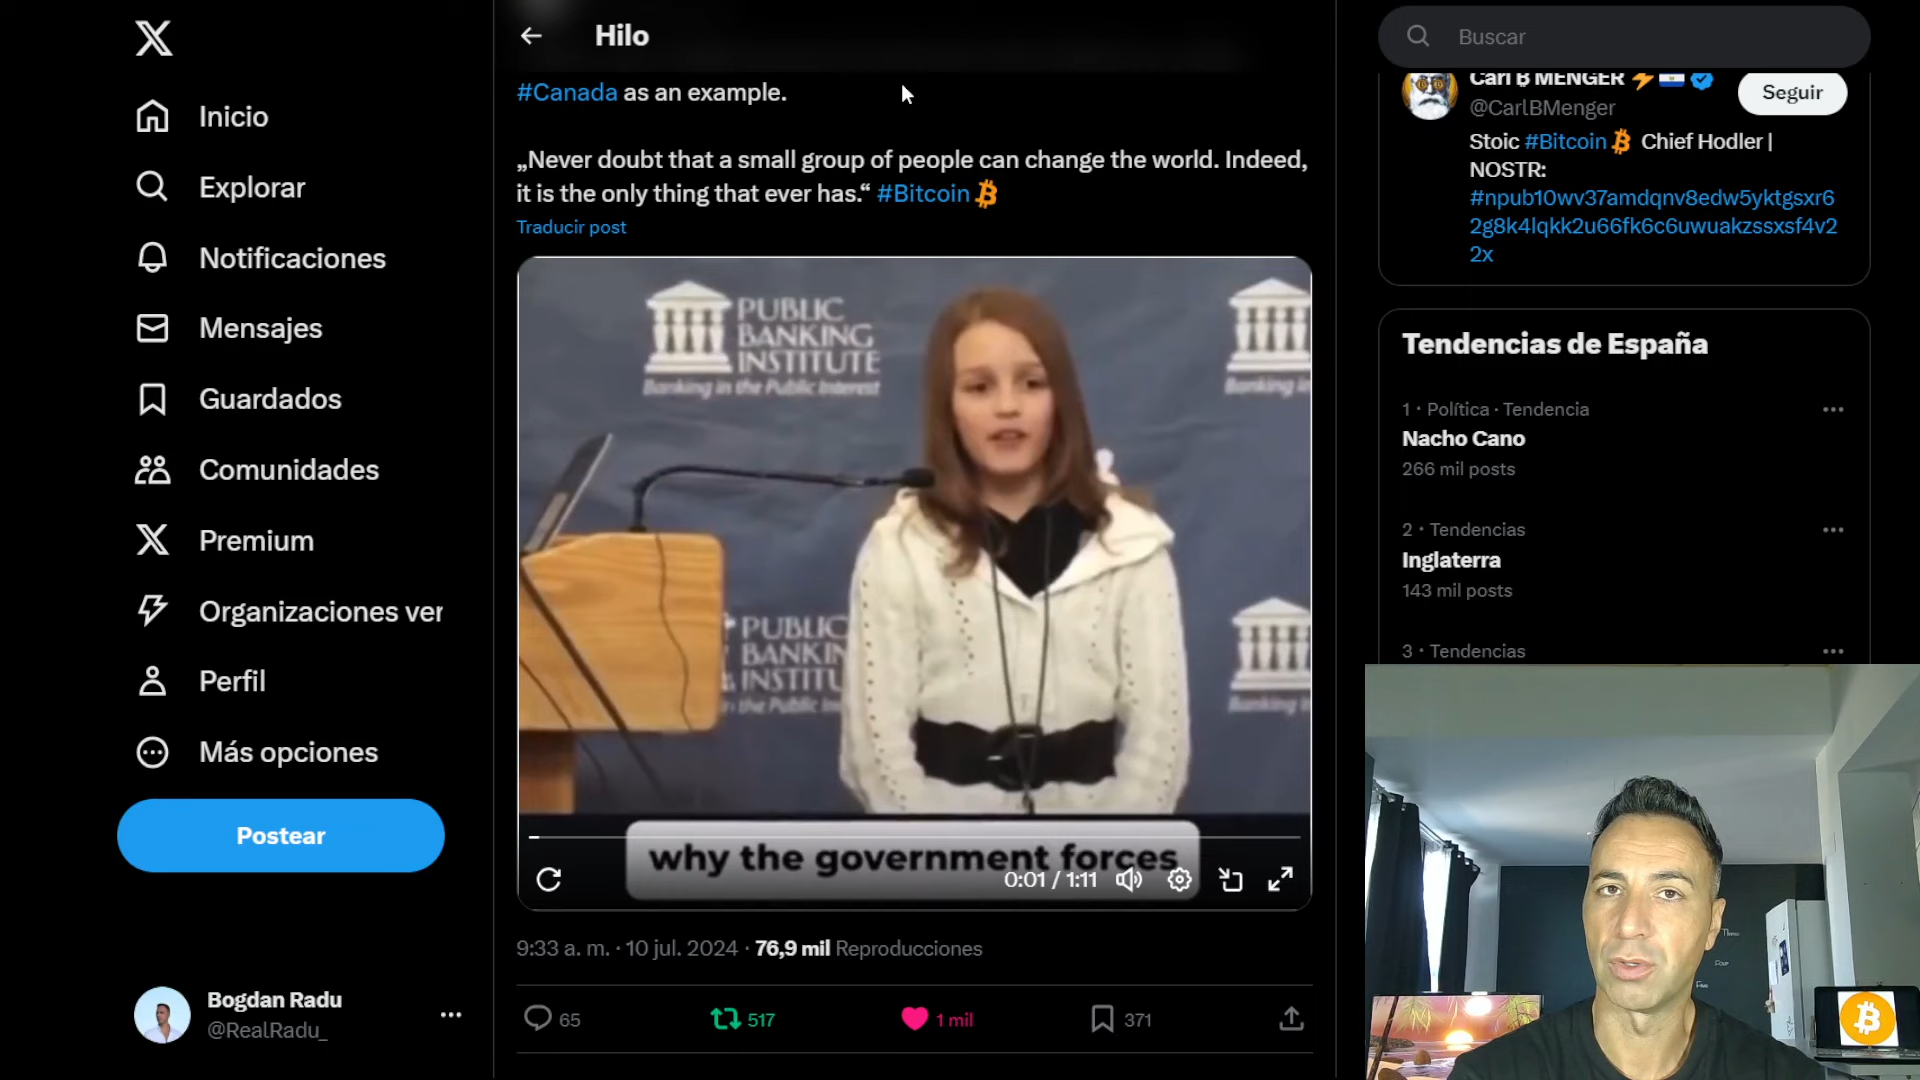 Inicio
Explorar
Notificaciones
Mensajes
Guardados
Comunidades
Premium
Organizaciones ver
Perfil
Más opciones
Postear
Bogdan Radu
@RealRadu_
Hilo
#Canada as an example.
„Never doubt that a small group of people can change the world. Indeed,
it is the only thing that ever has.“ #Bitcoin
Traducir post
PUBLIC
BANKING
INSTITUTE
Banking in the Public Interest
Banking in
PUBLIC
BANKIN
INSTITU
why the government forces
0:01 / 1:11
9:33 a. m. · 10 jul. 2024 · 76,9 mil Reproducciones
65
517
1 mil
371
Buscar
Carl B MENGER
@CarlBMenger
Seguir
Stoic #Bitcoin Chief Hodler |
NOSTR:
#npub10wv37amdqnv8edw5yktgsxr6
2g8k4lqkk2u66fk6c6uwuakzssxsf4v2
2x
Tendencias de España
1 · Política · Tendencia
Nacho Cano
266 mil posts
2 · Tendencias
Inglaterra
143 mil posts
3 · Tendencias